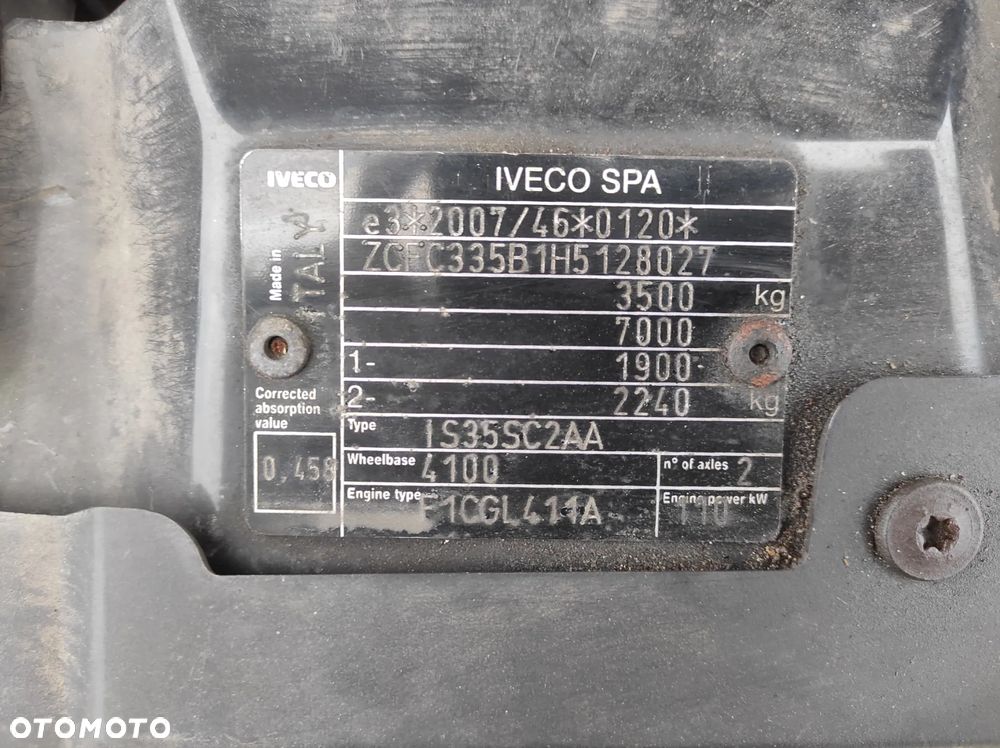 IVECO
IVECO SPA
Made in
ITALY
e3*2007/46*0120*
ZCFC335B1H5128027
3500 kg
7000
1- 1900
2- 2240 kg
Corrected
absorption
value
0,458
Type IS35SC2AA
Wheelbase 4100
n° of axles 2
Engine type F1CGL411A
Engine power kW 110
OTOMOTO